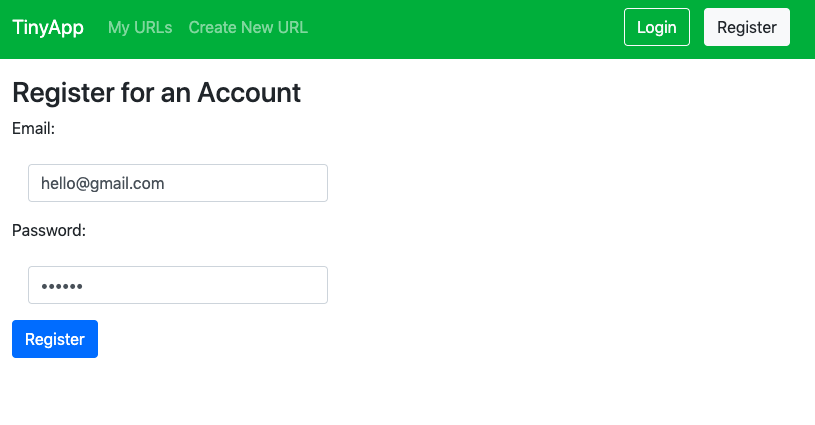 TinyApp My URLs Create New URL Login Register
Register for an Account
Email:
hello@gmail.com
Password:
••••••
Register